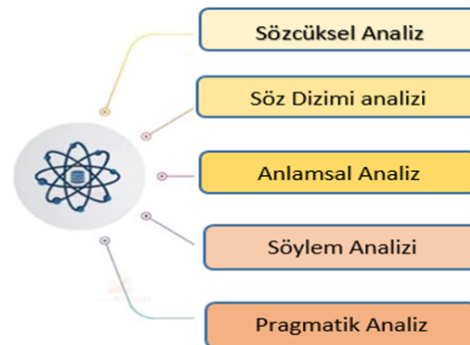 Sözcüksel Analiz
Söz Dizimi analizi
Anlamsal Analiz
Söylem Analizi
Pragmatik Analiz